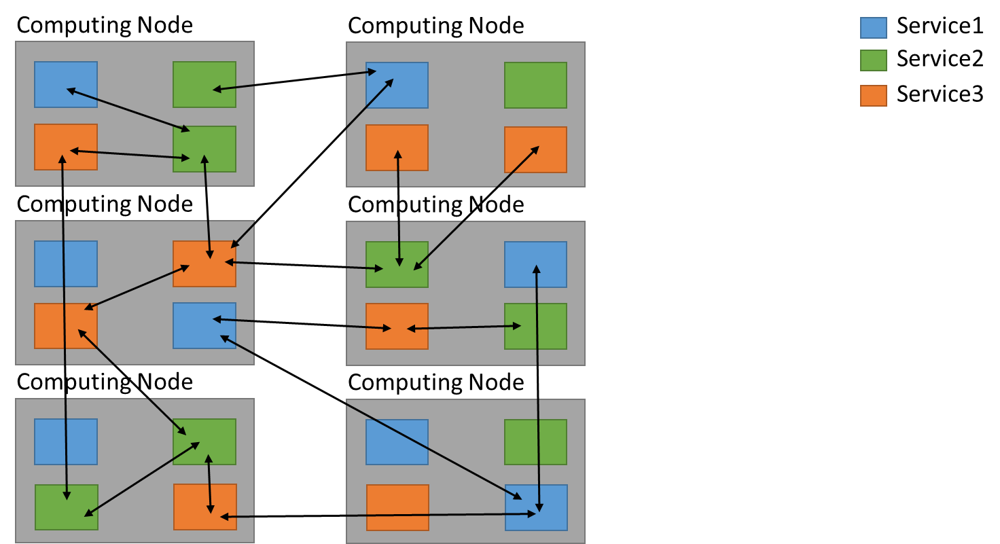 Computing Node
Computing Node
Service1
Service2
Service3
Computing Node
Computing Node
Computing Node
Computing Node